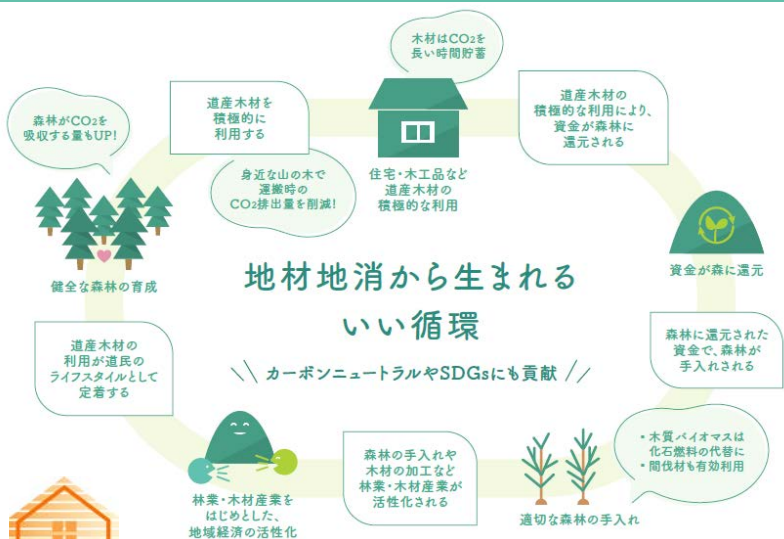 木材はCO2を
長い時間貯蓄
道産木材を
積極的に
利用する
道産木材の
積極的な利用により、
資金が森林に
還元される
森林がCO2を
吸収する量もUP!
身近な山の木で
運搬時の
CO2排出量を削減!
住宅・木工品など
道産木材の
積極的な利用
健全な森林の育成
資金が森に還元
地材地消から生まれる
いい循環
カーボンニュートラルやSDGsにも貢献
道産木材の
利用が道民の
ライフスタイルとして
定着する
森林に還元された
資金で、森林が
手入れされる
・木質バイオマスは
化石燃料の代替に
・間伐材も有効利用
森林の手入れや
木材の加工など
林業・木材産業が
活性化される
林業・木材産業を
はじめとした、
地域経済の活性化
適切な森林の手入れ